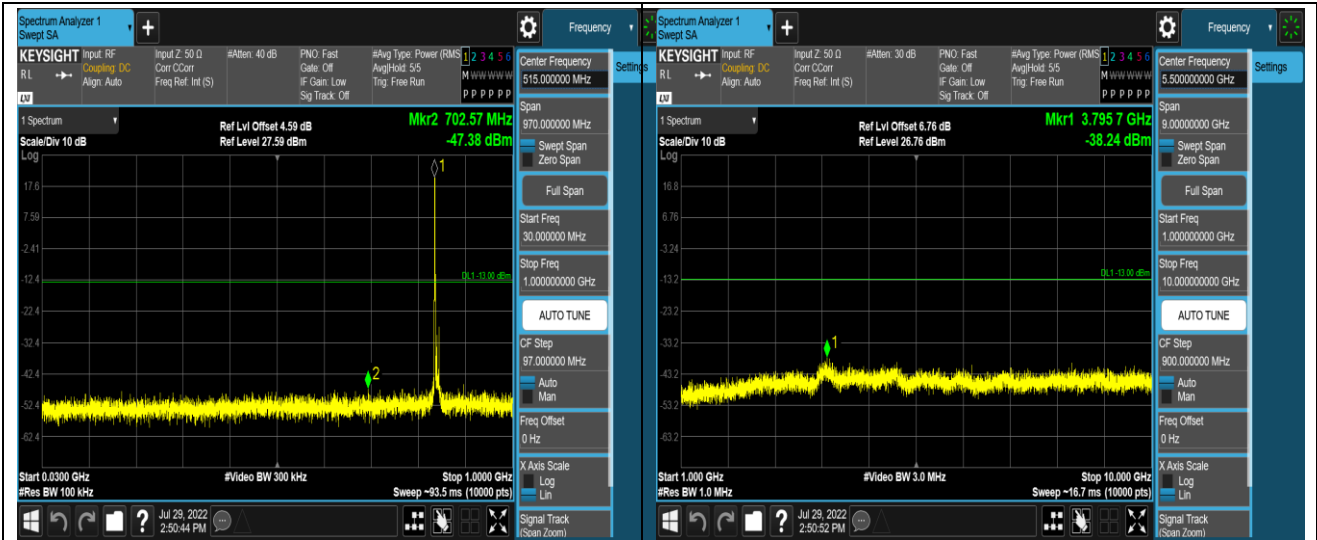 Spectrum Analyzer 1
Swept SA
+
Frequency
KEYSIGHT
Input: RF
Coupling: DC
Align: Auto
Input Z: 50 Ω
Corr CCorr
Freq Ref: Int (S)
#Atten: 40 dB
PNO: Fast
Gate: Off
IF Gain: Low
Sig Track: Off
#Avg Type: Power (RMS
Avg|Hold: 5/5
Trig: Free Run
1 2 3 4 5 6
M W W W W W
P P P P P P
RL
LXI
Center Frequency
515.000000 MHz
Settings
1 Spectrum
Scale/Div 10 dB
Log
Ref Lvl Offset 4.59 dB
Ref Level 27.59 dBm
Mkr2 702.57 MHz
-47.38 dBm
Span
970.000000 MHz
Swept Span
Zero Span
Full Span
Start Freq
30.000000 MHz
Stop Freq
1.000000000 GHz
AUTO TUNE
CF Step
97.000000 MHz
Auto
Man
Freq Offset
0 Hz
X Axis Scale
Log
Lin
Signal Track
(Span Zoom)
1
17.6
7.59
-2.41
-12.4
DL1 -13.00 dBm
-22.4
-32.4
-42.4
2
-52.4
-62.4
Start 0.0300 GHz
#Res BW 100 kHz
#Video BW 300 kHz
Stop 1.0000 GHz
Sweep ~93.5 ms (10000 pts)
?
Jul 29, 2022
2:50:44 PM
Spectrum Analyzer 1
Swept SA
+
Frequency
KEYSIGHT
Input: RF
Coupling: DC
Align: Auto
Input Z: 50 Ω
Corr CCorr
Freq Ref: Int (S)
#Atten: 30 dB
PNO: Fast
Gate: Off
IF Gain: Low
Sig Track: Off
#Avg Type: Power (RMS
Avg|Hold: 5/5
Trig: Free Run
1 2 3 4 5 6
M W W W W W
P P P P P P
RL
LXI
Center Frequency
5.500000000 GHz
Settings
1 Spectrum
Scale/Div 10 dB
Log
Ref Lvl Offset 6.76 dB
Ref Level 26.76 dBm
Mkr1 3.795 7 GHz
-38.24 dBm
Span
9.00000000 GHz
Swept Span
Zero Span
Full Span
Start Freq
1.000000000 GHz
Stop Freq
10.000000000 GHz
AUTO TUNE
CF Step
900.000000 MHz
Auto
Man
Freq Offset
0 Hz
X Axis Scale
Log
Lin
Signal Track
(Span Zoom)
16.8
6.76
-3.24
-13.2
DL1 -13.00 dBm
-23.2
-33.2
1
-43.2
-53.2
-63.2
Start 1.000 GHz
#Res BW 1.0 MHz
#Video BW 3.0 MHz
Stop 10.000 GHz
Sweep ~16.7 ms (10000 pts)
?
Jul 29, 2022
2:50:52 PM